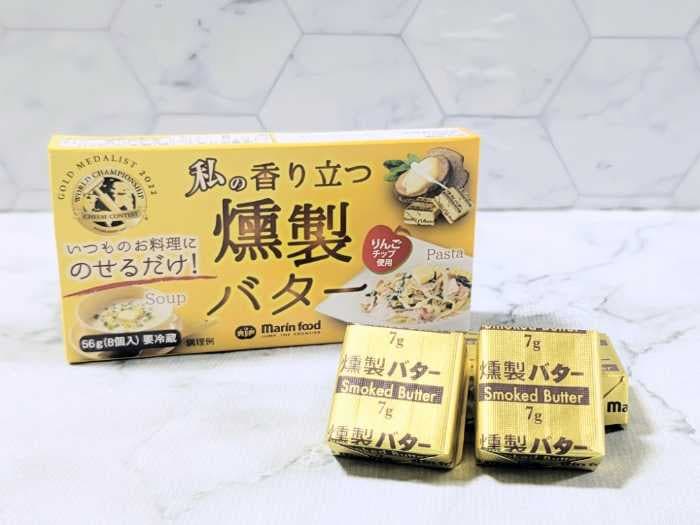 GOLD MEDALIST 2022
WORLD CHAMPIONSHIP
CHEESE CONTEST
私の香り立つ
燻製
バター
いつものお料理に
のせるだけ!
りんご
チップ
使用
Pasta
Soup
56g(8個入)要冷蔵
調理例
marin food
7g
燻製バター
Smoked Butter
7g
燻製バター
7g
燻製バター
Smoked Butter
7g
燻製バター
Smoked Butter